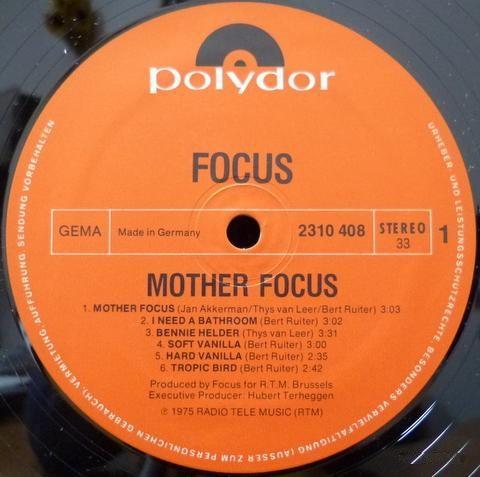 polydor
FOCUS
GEMA
Made in Germany
2310 408
STEREO
33
1
MOTHER FOCUS
1. MOTHER FOCUS (Jan Akkerman/Thys van Leer/Bert Ruiter) 3:03
2. I NEED A BATHROOM (Bert Ruiter) 3:02
3. BENNIE HELDER (Thys van Leer) 3:31
4. SOFT VANILLA (Bert Ruiter) 3:00
5. HARD VANILLA (Bert Ruiter) 2:35
6. TROPIC BIRD (Bert Ruiter) 2:42
Produced by Focus for R.T.M. Brussels
Executive Producer: Hubert Terheggen
℗ 1975 RADIO TELE MUSIC (RTM)
URHEBER- UND LEISTUNGSSCHUTZRECHTE BESONDERS VERVIELFÄLTIGUNG (AUSSER ZUM PERSÖNLICHEN GEBRAUCH), VERMIETUNG AUFFÜHRUNG, SENDUNG VORBEHALTEN